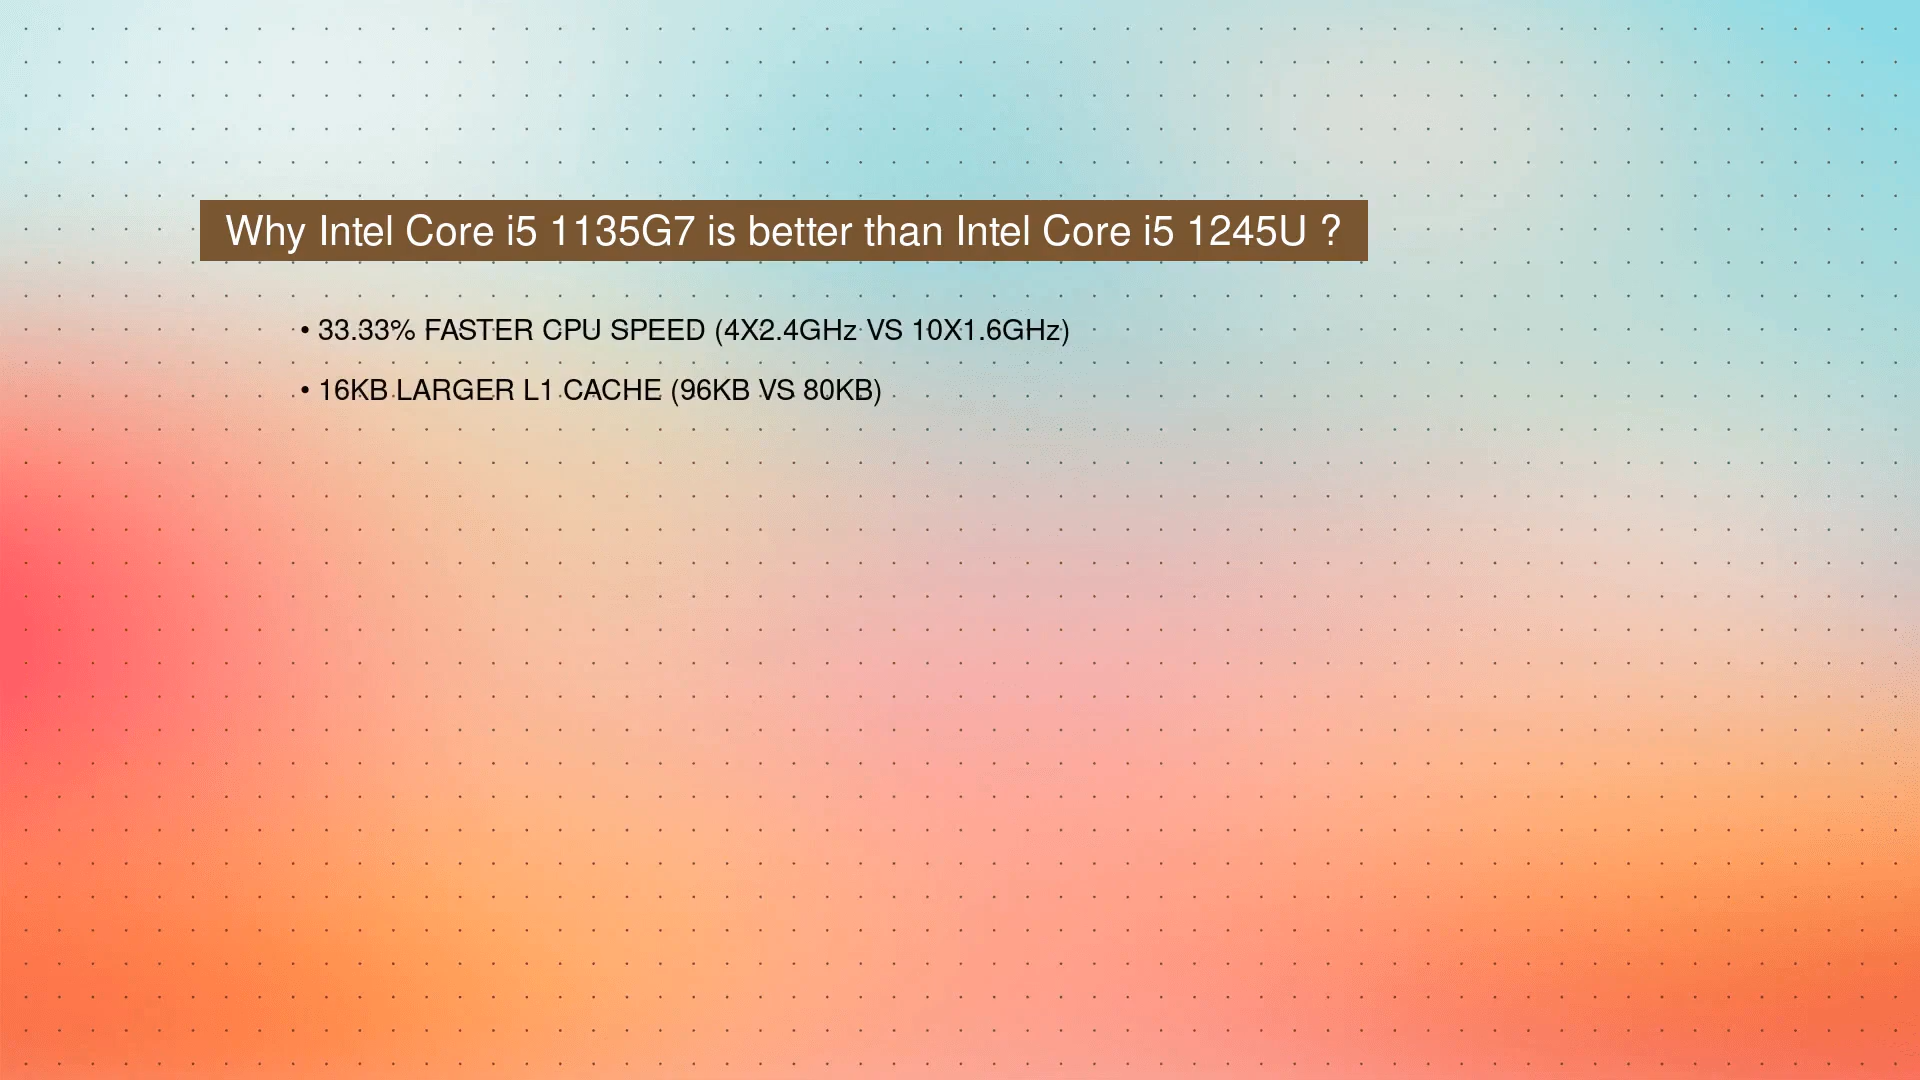 Why Intel Core i5 1135G7 is better than Intel Core i5 1245U ?
• 33.33% FASTER CPU SPEED (4X2.4GHz VS 10X1.6GHz)
• 16KB LARGER L1 CACHE (96KB VS 80KB)